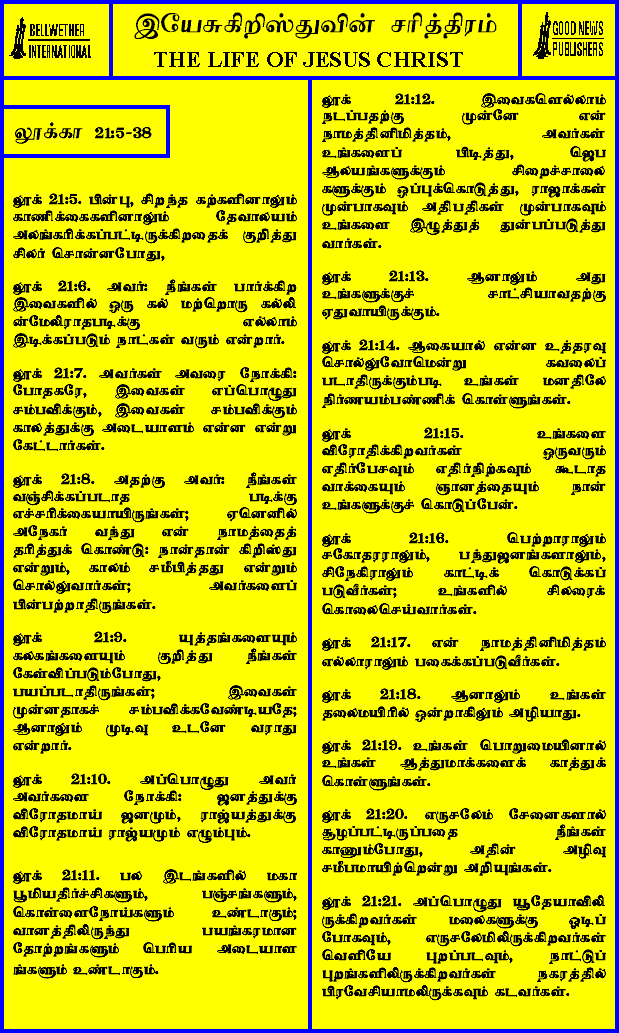 BELLWETHER
INTERNATIONAL
இயேசுகிறிஸ்துவின் சரித்திரம்
THE LIFE OF JESUS CHRIST
GOOD NEWS
PUBLISHERS
லூக்கா 21:5-38
லூக் 21:5. பின்பு, சிறந்த கற்களினாலும்
காணிக்கைகளினாலும் தேவாலயம்
அலங்கரிக்கப்பட்டிருக்கிறதைக் குறித்து
சிலர் சொன்னபோது,
லூக் 21:6. அவர்: நீங்கள் பார்க்கிற
இவைகளில் ஒரு கல் மற்றொரு கல்லி
ன்மேலிராதபடிக்கு எல்லாம்
இடிக்கப்படும் நாட்கள் வரும் என்றார்.
லூக் 21:7. அவர்கள் அவரை நோக்கி:
போதகரே, இவைகள் எப்பொழுது
சம்பவிக்கும், இவைகள் சம்பவிக்கும்
காலத்துக்கு அடையாளம் என்ன என்று
கேட்டார்கள்.
லூக் 21:8. அதற்கு அவர்: நீங்கள்
வஞ்சிக்கப்படாத படிக்கு
எச்சரிக்கையாயிருங்கள்; ஏனெனில்
அநேகர் வந்து என் நாமத்தைத்
தரித்துக் கொண்டு: நான்தான் கிறிஸ்து
என்றும், காலம் சமீபித்தது என்றும்
சொல்லுவார்கள்; அவர்களைப்
பின்பற்றாதிருங்கள்.
லூக் 21:9. யுத்தங்களையும்
கலகங்களையும் குறித்து நீங்கள்
கேள்விப்படும்போது,
பயப்படாதிருங்கள்; இவைகள்
முன்னதாகச் சம்பவிக்கவேண்டியதே;
ஆனாலும் முடிவு உடனே வராது
என்றார்.
லூக் 21:10. அப்பொழுது அவர்
அவர்களை நோக்கி: ஜனத்துக்கு
விரோதமாய் ஜனமும், ராஜ்யத்துக்கு
விரோதமாய் ராஜ்யமும் எழும்பும்.
லூக் 21:11. பல இடங்களில் மகா
பூமியதிர்ச்சிகளும், பஞ்சங்களும்,
கொள்ளைநோய்களும் உண்டாகும்;
வானத்திலிருந்து பயங்கரமான
தோற்றங்களும் பெரிய அடையாள
ங்களும் உண்டாகும்.
லூக் 21:12. இவைகளெல்லாம்
நடப்பதற்கு முன்னே என்
நாமத்தினிமித்தம், அவர்கள்
உங்களைப் பிடித்து, ஜெப
ஆலயங்களுக்கும் சிறைச்சாலை
களுக்கும் ஒப்புக்கொடுத்து, ராஜாக்கள்
முன்பாகவும் அதிபதிகள் முன்பாகவும்
உங்களை இழுத்துத் துன்பப்படுத்து
வார்கள்.
லூக் 21:13. ஆனாலும் அது
உங்களுக்குச் சாட்சியாவதற்கு
ஏதுவாயிருக்கும்.
லூக் 21:14. ஆகையால் என்ன உத்தரவு
சொல்லுவோமென்று கவலைப்
படாதிருக்கும்படி உங்கள் மனதிலே
நிர்ணயம்பண்ணிக் கொள்ளுங்கள்.
லூக் 21:15. உங்களை
விரோதிக்கிறவர்கள் ஒருவரும்
எதிர்பேசவும் எதிர்நிற்கவும் கூடாத
வாக்கையும் ஞானத்தையும் நான்
உங்களுக்குச் கொடுப்பேன்.
லூக் 21:16. பெற்றாராலும்
சகோதரராலும், பந்துஜனங்களாலும்,
சிநேகிராலும் காட்டிக் கொடுக்கப்
படுவீர்கள்; உங்களில் சிலரைக்
கொலைசெய்வார்கள்.
லூக் 21:17. என் நாமத்தினிமித்தம்
எல்லாராலும் பகைக்கப்படுவீர்கள்.
லூக் 21:18. ஆனாலும் உங்கள்
தலைமயிரில் ஒன்றாகிலும் அழியாது.
லூக் 21:19. உங்கள் பொறுமையினால்
உங்கள் ஆத்துமாக்களைக் காத்துக்
கொள்ளுங்கள்.
லூக் 21:20. எருசலேம் சேனைகளால்
சூழப்பட்டிருப்பதை நீங்கள்
காணும்போது, அதின் அழிவு
சமீபமாயிற்றென்று அறியுங்கள்.
லூக் 21:21. அப்பொழுது யூதேயாவிலி
ருக்கிறவர்கள் மலைகளுக்கு ஓடிப்
போகவும், எருசலேமிலிருக்கிறவர்கள்
வெளியே புறப்படவும், நாட்டுப்
புறங்களிலிருக்கிறவர்கள் நகரத்தில்
பிரவேசியாமலிருக்கவும் கடவர்கள்.